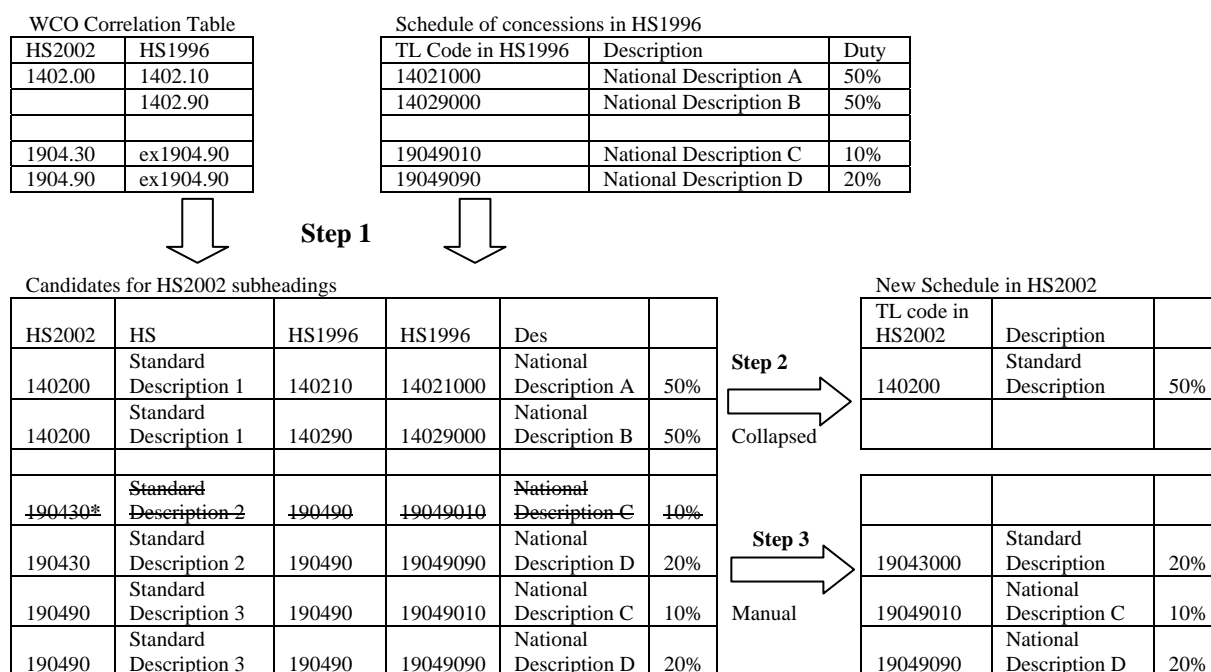 WCO Correlation Table
HS2002 HS1996
1402.00 1402.10
1402.90
1904.30 ex1904.90
1904.90 ex1904.90
Schedule of concessions in HS1996
TL Code in HS1996 Description Duty
14021000 National Description A 50%
14029000 National Description B 50%
19049010 National Description C 10%
19049090 National Description D 20%
Step 1
Candidates for HS2002 subheadings
HS2002 HS HS1996 HS1996 Des
Standard National
140200 Description 1 140210 14021000 Description A 50%
Standard National
140200 Description 1 140290 14029000 Description B 50%
Standard National
190430* Description 2 190490 19049010 Description C 10%
Standard National
190430 Description 2 190490 19049090 Description D 20%
Standard National
190490 Description 3 190490 19049010 Description C 10%
Standard National
190490 Description 3 190490 19049090 Description D 20%
Step 2
Collapsed
Step 3
Manual
New Schedule in HS2002
TL code in
HS2002 Description
Standard
140200 Description 50%
Standard
19043000 Description 20%
National
19049010 Description C 10%
National
19049090 Description D 20%